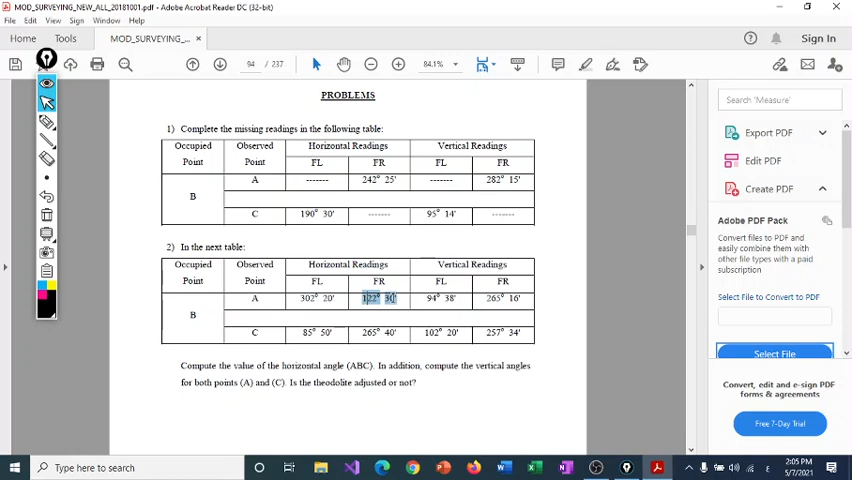 MOD_SURVEYING_NEW_ALL_20181001.pdf - Adobe Acrobat Reader DC (32-bit)
File Edit View Sign Window Help
Home Tools MOD_SURVEYING_... × Sign In
94 / 237 84.1%
PROBLEMS
1) Complete the missing readings in the following table:
Occupied Point Observed Point Horizontal Readings Vertical Readings
FL FR FL FR
A ------- 242° 25' ------- 282° 15'
B
C 190° 30' ------- 95° 14' -------
2) In the next table:
Occupied Point Observed Point Horizontal Readings Vertical Readings
FL FR FL FR
A 302° 20' 122° 30' 94° 38' 265° 16'
B
C 85° 50' 265° 40' 102° 20' 257° 34'
Compute the value of the horizontal angle (ABC). In addition, compute the vertical angles
for both points (A) and (C). Is the theodolite adjusted or not?
Search 'Measure'
Export PDF
Edit PDF
Create PDF
Adobe PDF Pack
Convert files to PDF and
easily combine them with
other file types with a paid
subscription
Select File to Convert to PDF
Select File
Convert, edit and e-sign PDF
forms & agreements
Free 7-Day Trial
Type here to search
ع
2:05 PM
5/7/2021